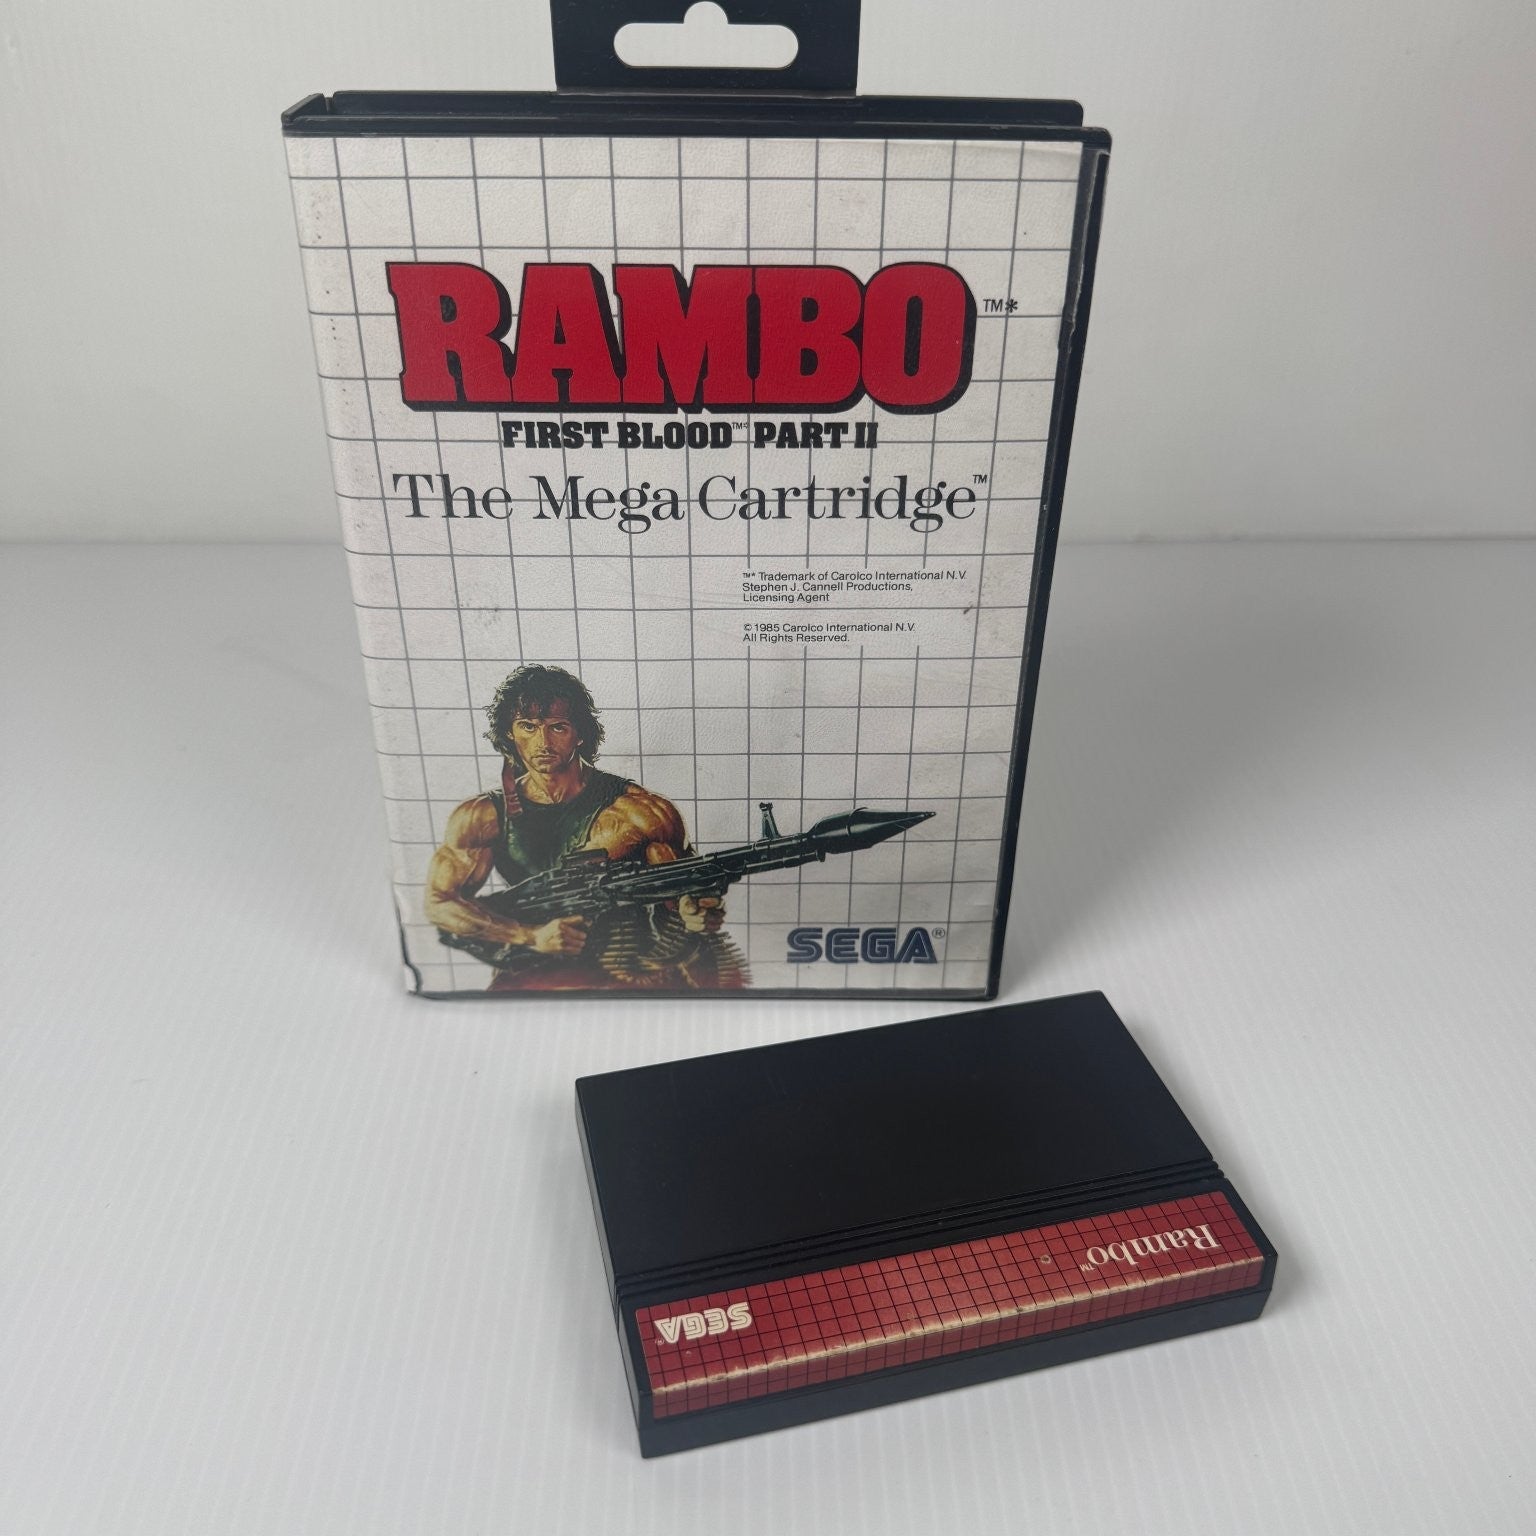 RAMBO™*
FIRST BLOOD™* PART II
The Mega Cartridge™
™* Trademark of Carolco International N.V.
Stephen J. Cannell Productions,
Licensing Agent
© 1985 Carolco International N.V.
All Rights Reserved.
SEGA®
Rambo™
SEGA®